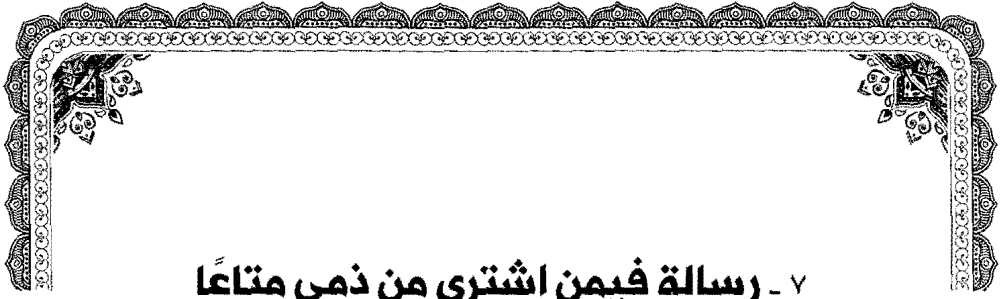 ٧ - رسالة فيمن اشترى من ذمي متاعًا